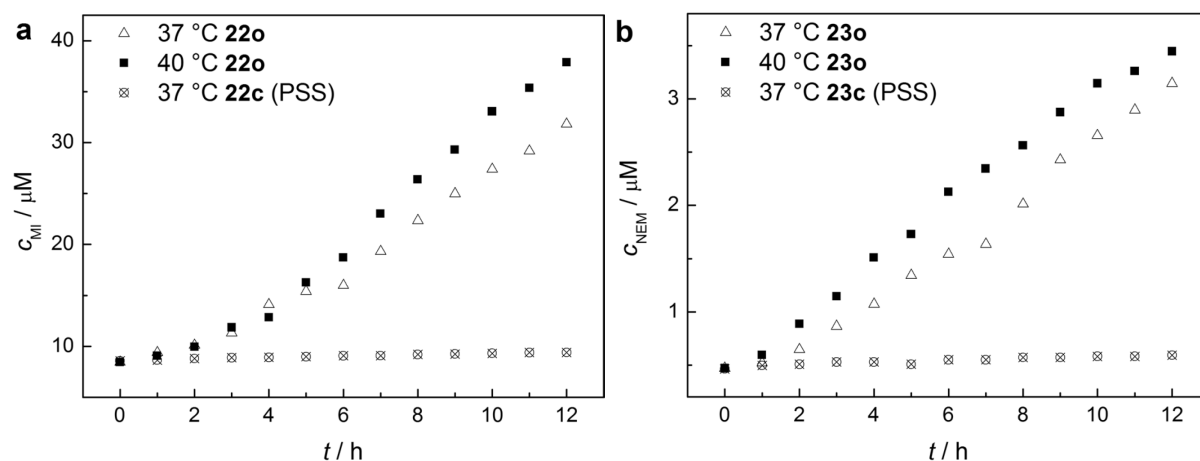 a
37 °C 22o
40 °C 22o
37 °C 22c (PSS)
40
30
20
10
0 2 4 6 8 10 12
c_MI / μM
t / h
b
37 °C 23o
40 °C 23o
37 °C 23c (PSS)
3
2
1
0 2 4 6 8 10 12
c_NEM / μM
t / h